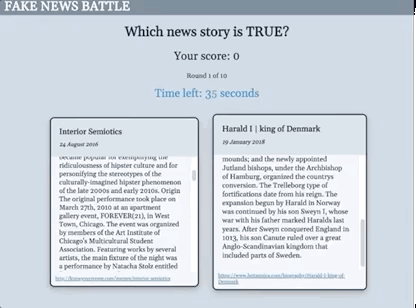 FAKE NEWS BATTLE
Which news story is TRUE?
Your score: 0
Round 1 of 10
Time left: 35 seconds
Interior Semiotics
24 August 2016
became popular for exemplifying the
ridiculousness of hipster culture and for
personifying the stereotypes of the
culturally-imagined hipster phenomenon
of the late 2000s and early 2010s. Origin
The original performance took place on
March 27th, 2010 at an apartment
gallery event, FOREVER(21), in West
Town, Chicago. The event was organized
by members of the Art Institute of
Chicago's Multicultural Student
Association. Featuring works by several
artists, the main fixture of the night was
a performance by Natacha Stolz entitled
http://knowyourmeme.com/memes/interior-semiotics
Harald I | king of Denmark
19 January 2018
mounds; and the newly appointed
Jutland bishops, under the Archbishop
of Hamburg, organized the countrys
conversion. The Trelleborg type of
fortifications date from his reign. The
expansion begun by Harald in Norway
was continued by his son Sweyn I, whose
war with his father marked Haralds last
years. After Sweyn conquered England in
1013, his son Canute ruled over a great
Anglo-Scandinavian kingdom that
included parts of Sweden.
https://www.britannica.com/biography/Harald-I-king-of-
Denmark